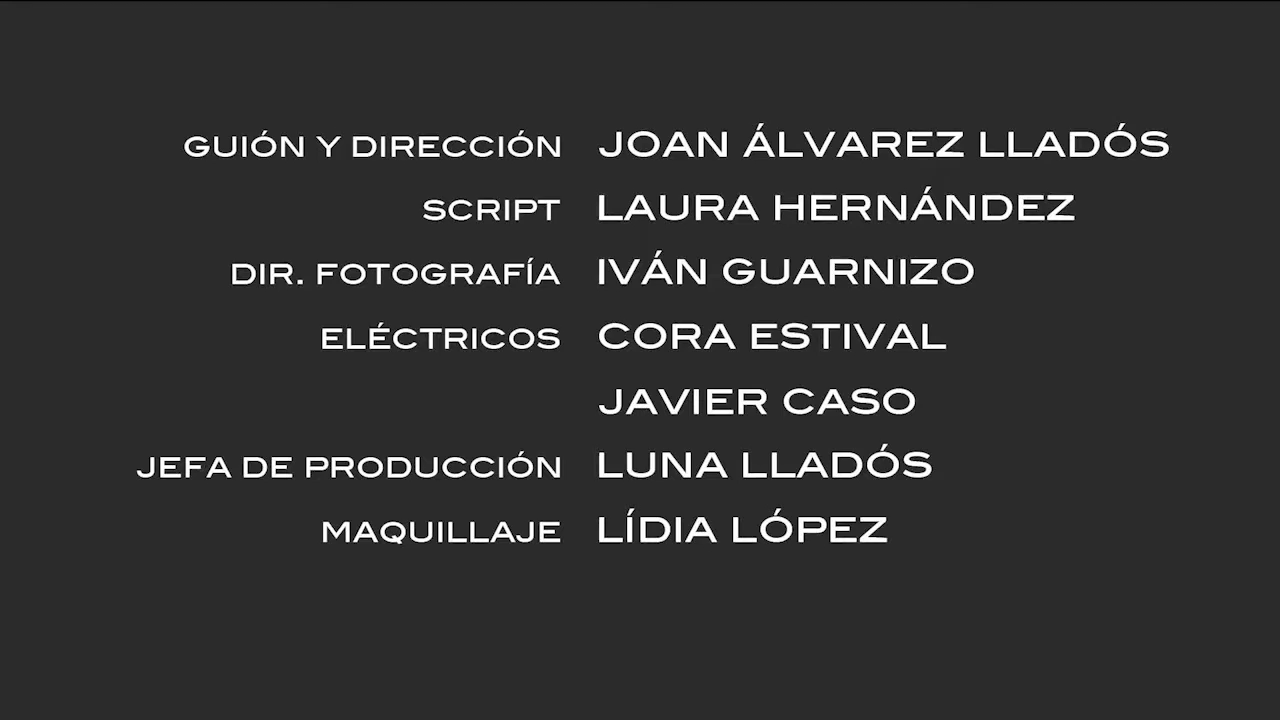 GUIÓN Y DIRECCIÓN JOAN ÁLVAREZ LLADÓS
SCRIPT LAURA HERNÁNDEZ
DIR. FOTOGRAFÍA IVÁN GUARNIZO
ELÉCTRICOS CORA ESTIVAL
JAVIER CASO
JEFA DE PRODUCCIÓN LUNA LLADÓS
MAQUILLAJE LÍDIA LÓPEZ